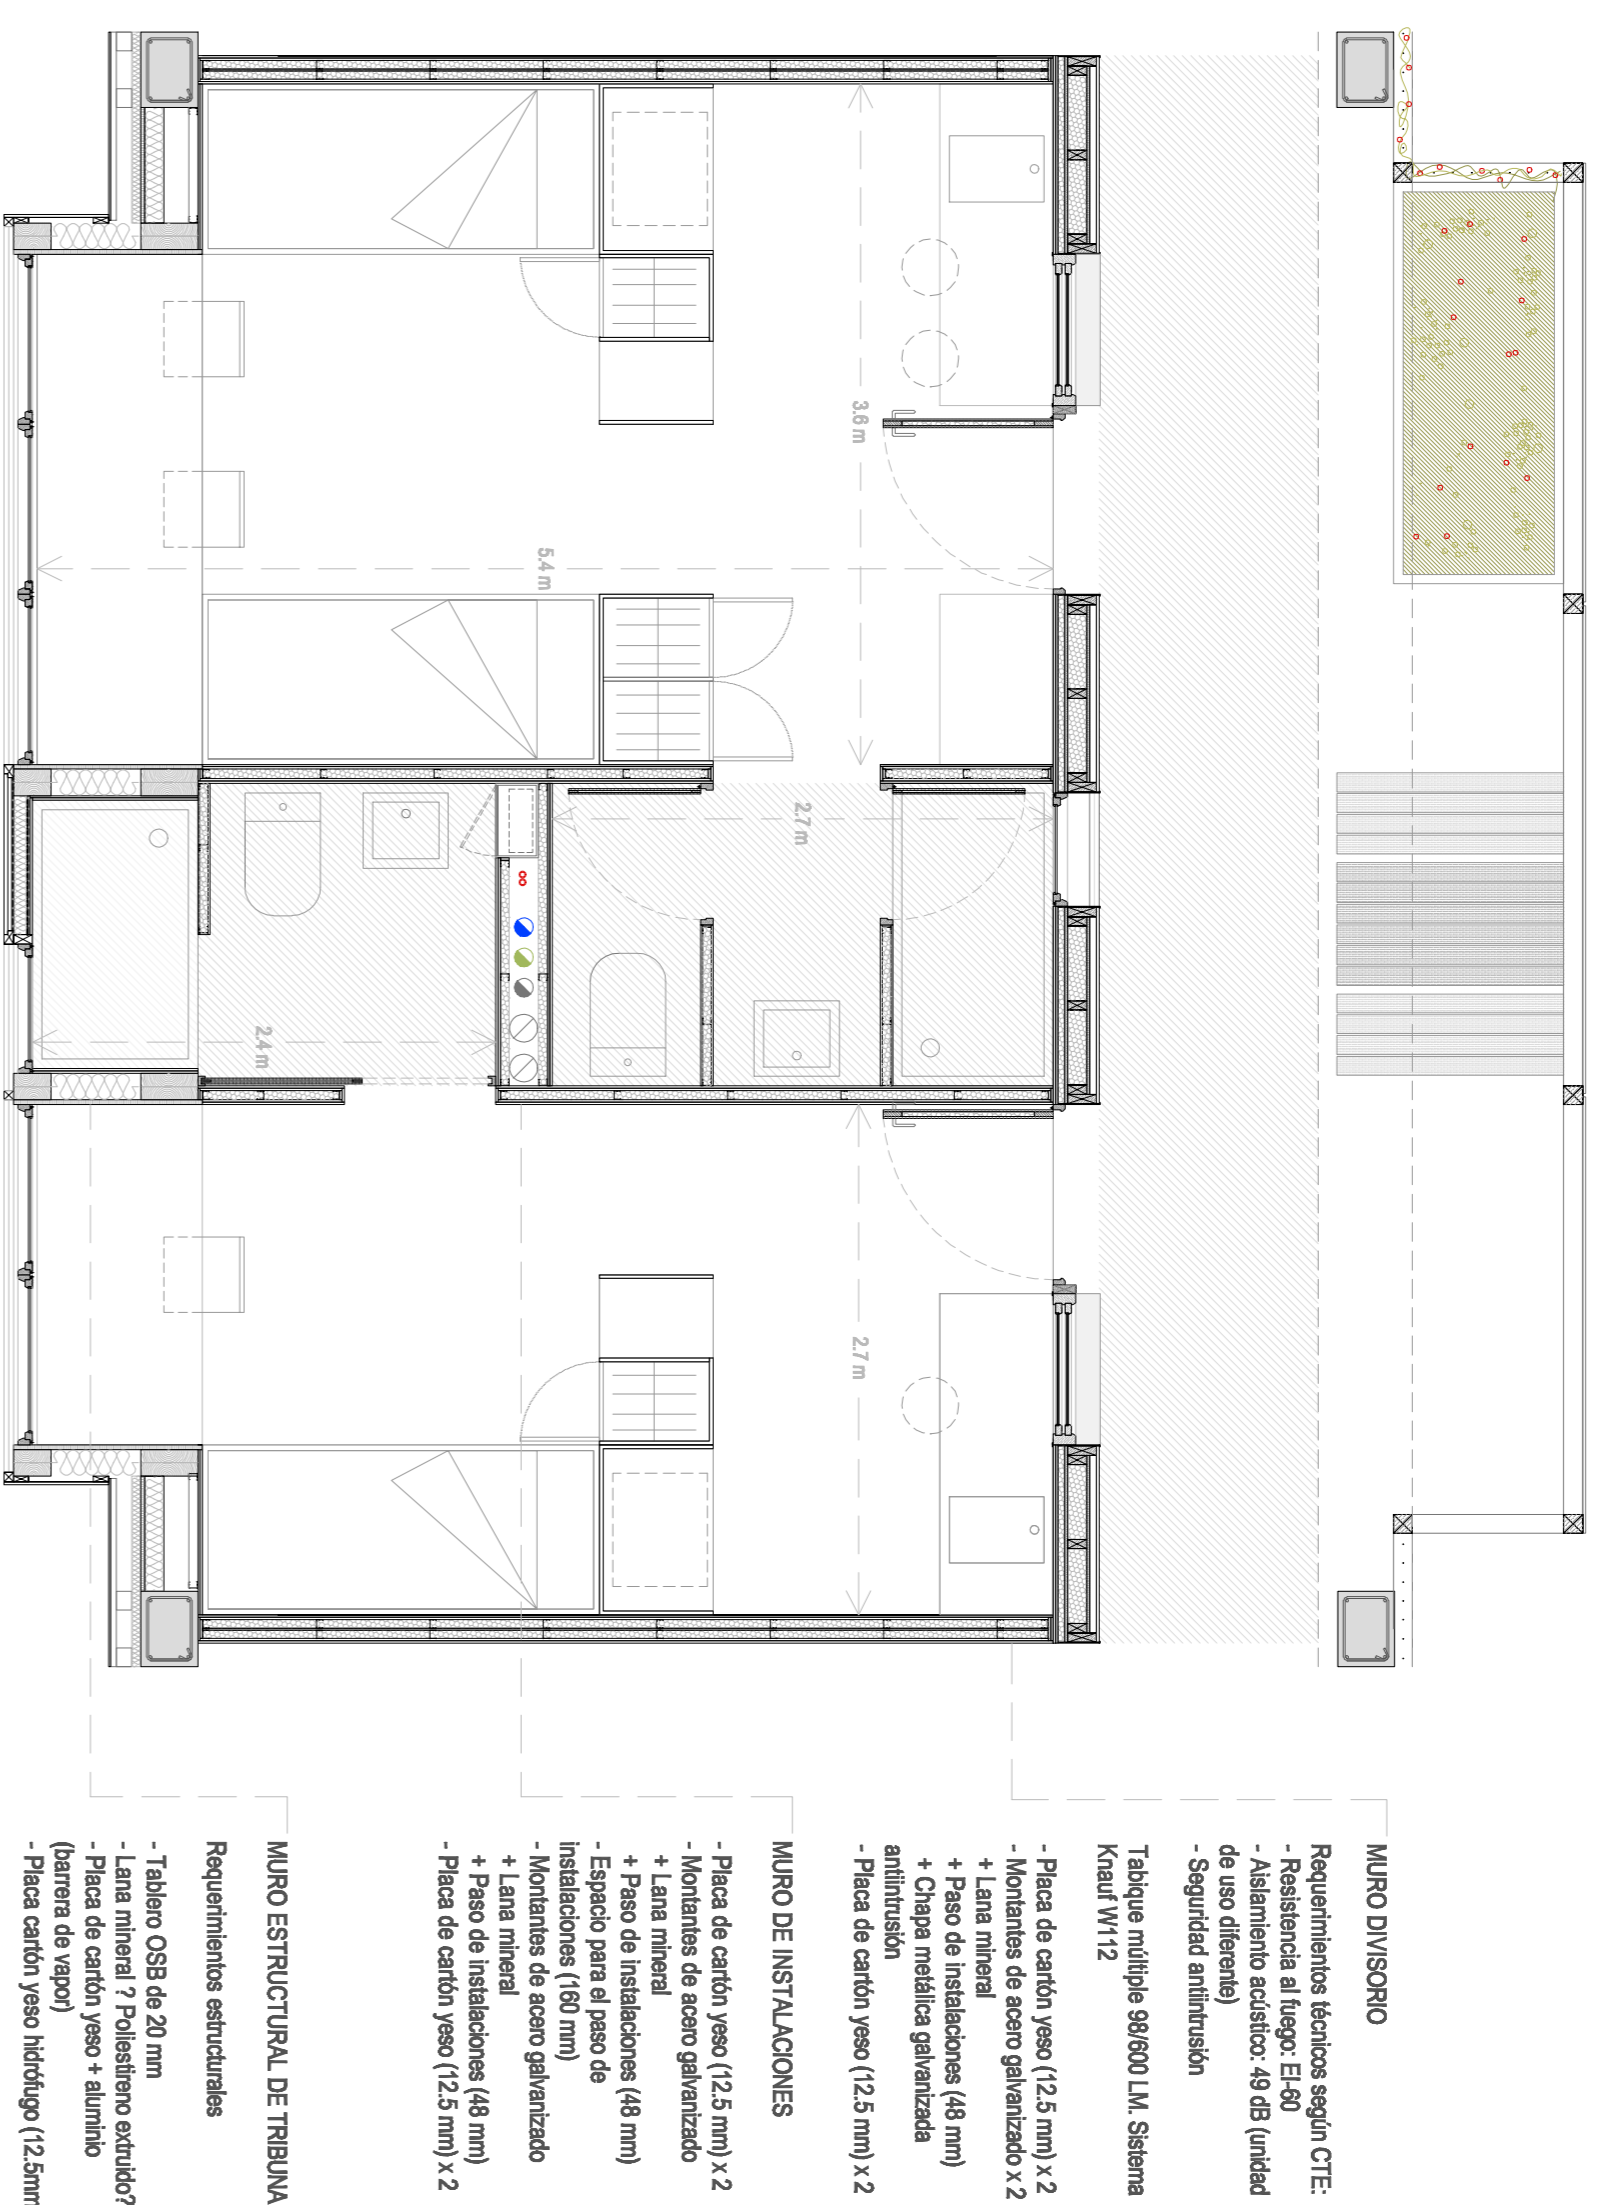 MURO DIVISORIO
Requerimientos técnicos según CTE:
- Resistencia al fuego: EI-60
- Aislamiento acústico: 49 dB (unidad
de uso diferente)
- Seguridad antiintrusión
Tabique múltiple 98/600 LM. Sistema
Knauf W112
- Placa de cartón yeso (12.5 mm) x 2
- Montantes de acero galvanizado x 2
+ Lana mineral
+ Paso de instalaciones (48 mm)
+ Chapa metálica galvanizada
antiintrusión
- Placa de cartón yeso (12.5 mm) x 2
MURO DE INSTALACIONES
- Placa de cartón yeso (12.5 mm) x 2
- Montantes de acero galvanizado
+ Lana mineral
+ Paso de instalaciones (48 mm)
- Espacio para el paso de
instalaciones (160 mm)
- Montantes de acero galvanizado
+ Lana mineral
+ Paso de instalaciones (48 mm)
- Placa de cartón yeso (12.5 mm) x 2
MURO ESTRUCTURAL DE TRIBUNA
Requerimientos estructurales
- Tablero OSB de 20 mm
- Lana mineral ? Poliestireno extruido?
- Placa de cartón yeso + aluminio
(barrera de vapor)
- Placa cartón yeso hidrófugo (12.5mm
3.6 m
5.4 m
2.7 m
2.4 m
2.7 m